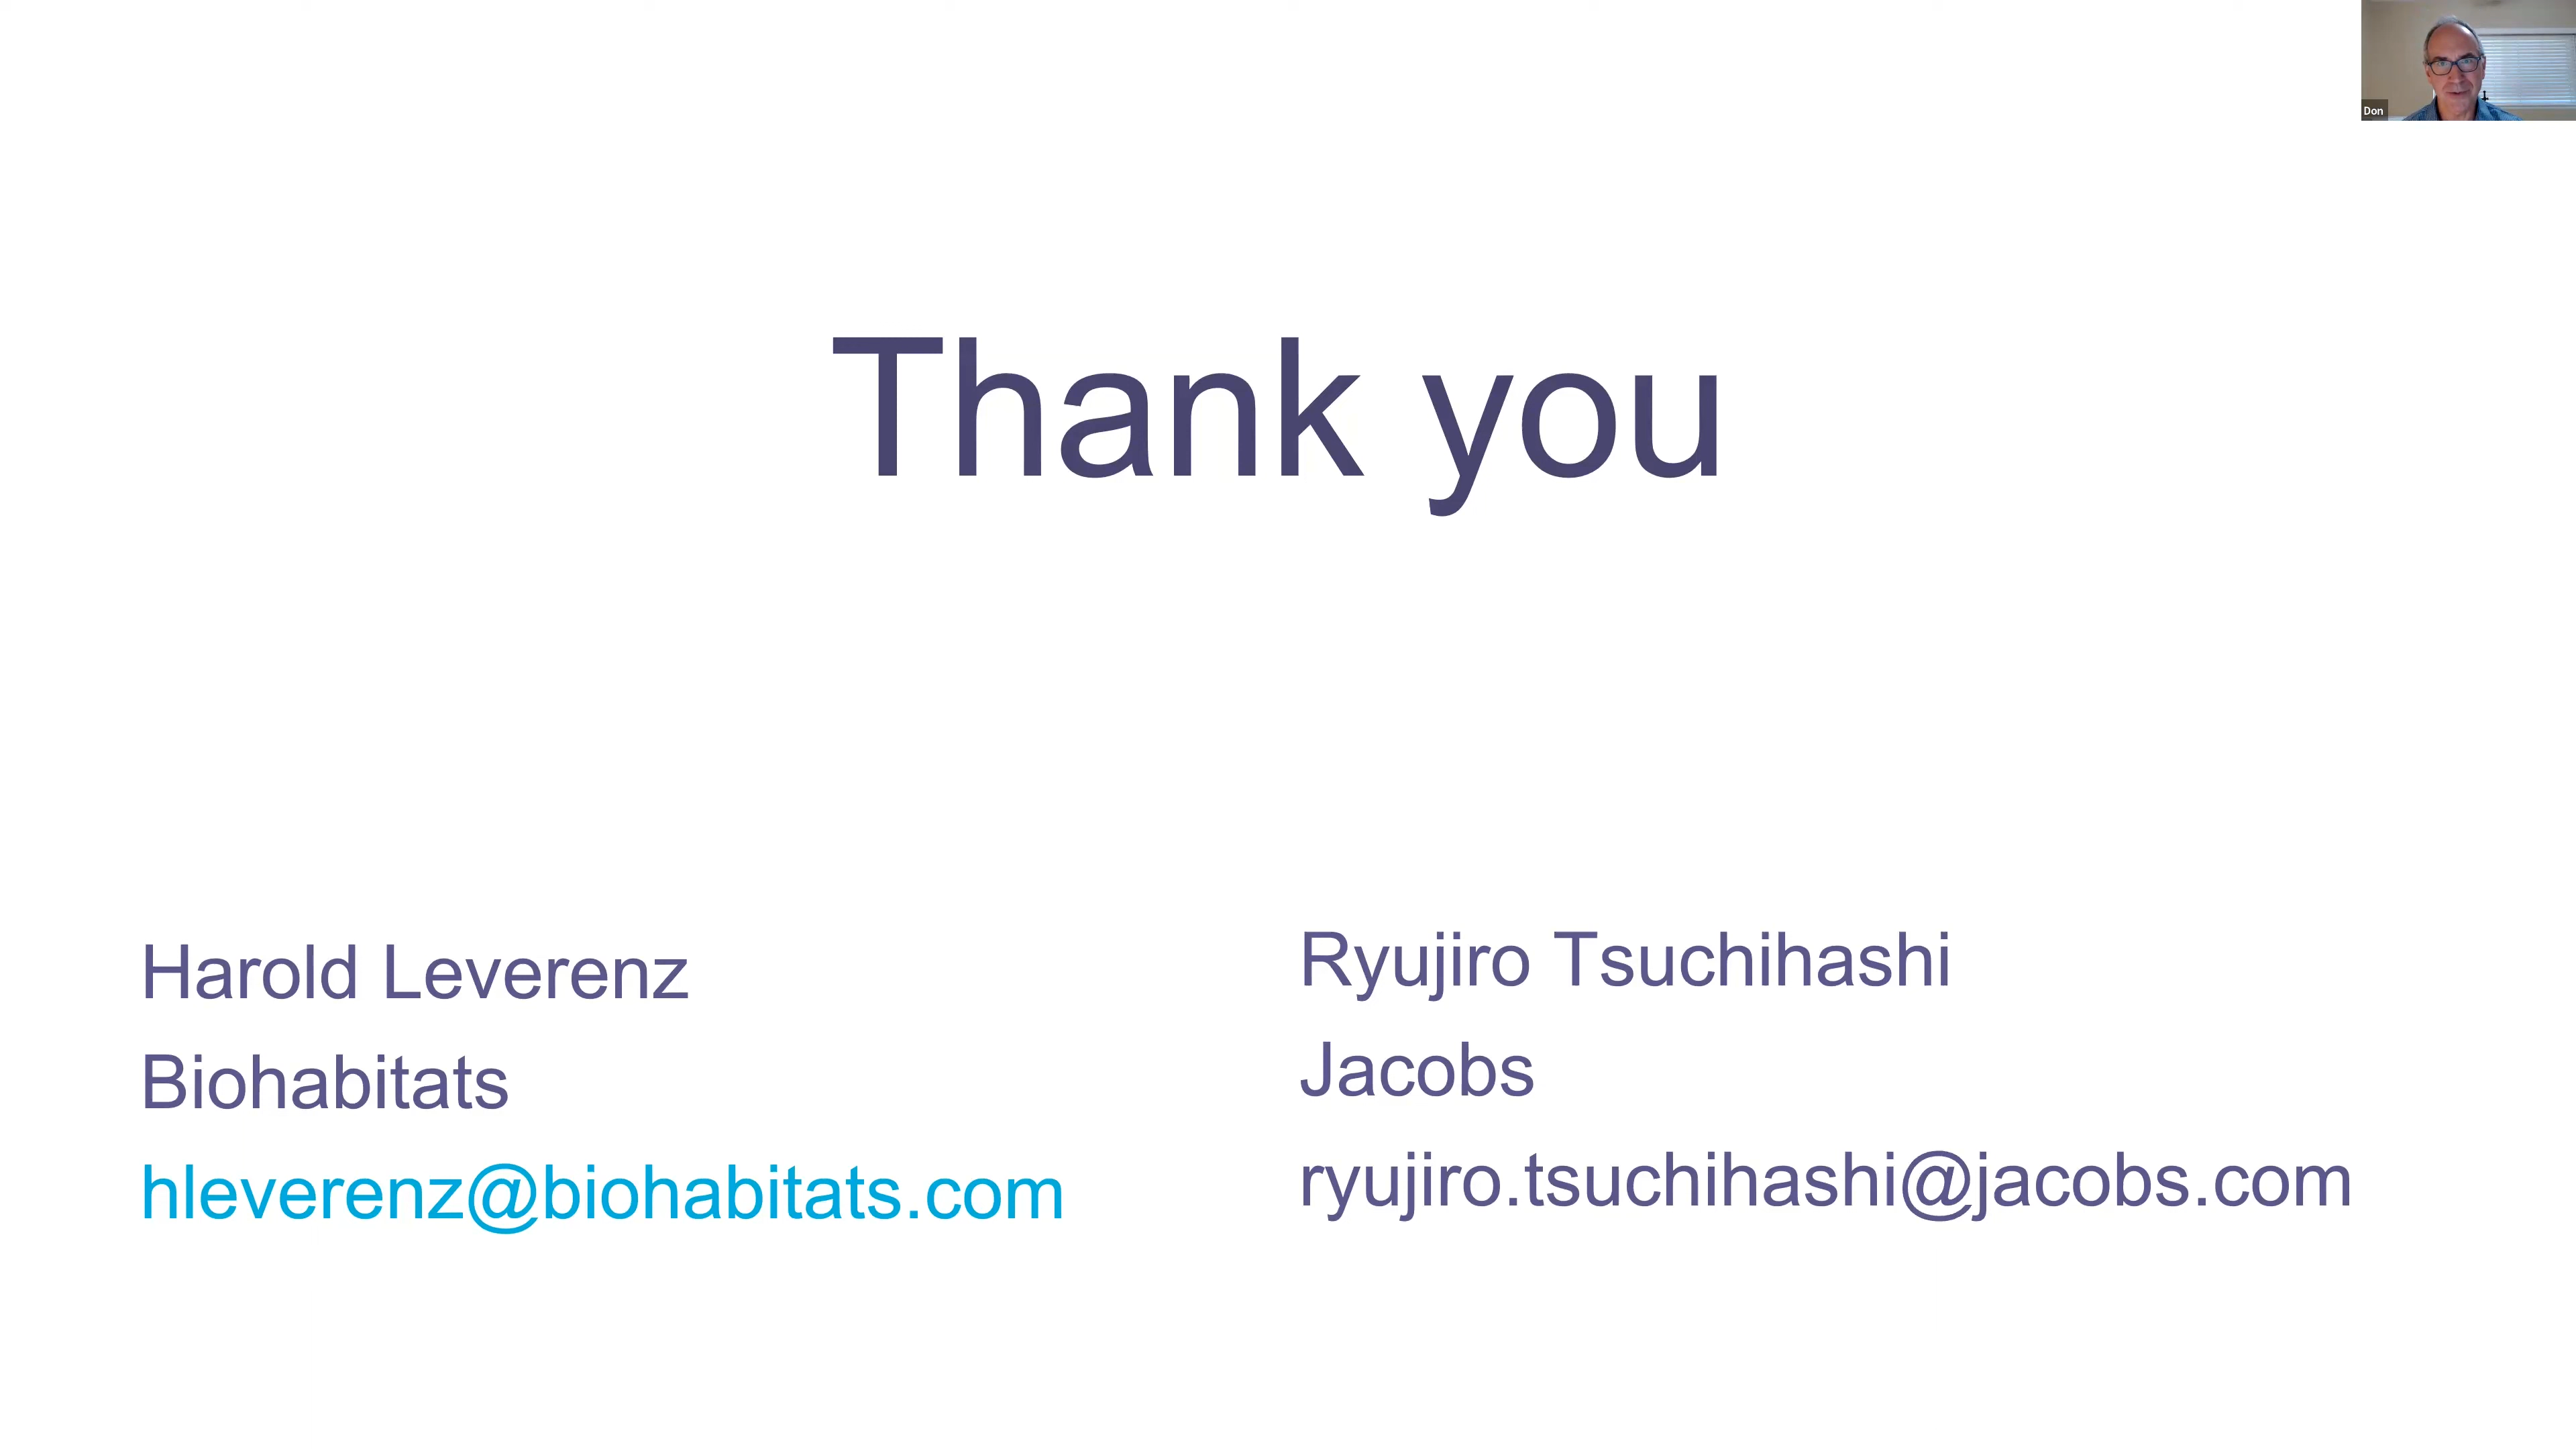 Don
Thank you
Harold Leverenz
Biohabitats
hleverenz@biohabitats.com
Ryujiro Tsuchihashi
Jacobs
ryujiro.tsuchihashi@jacobs.com